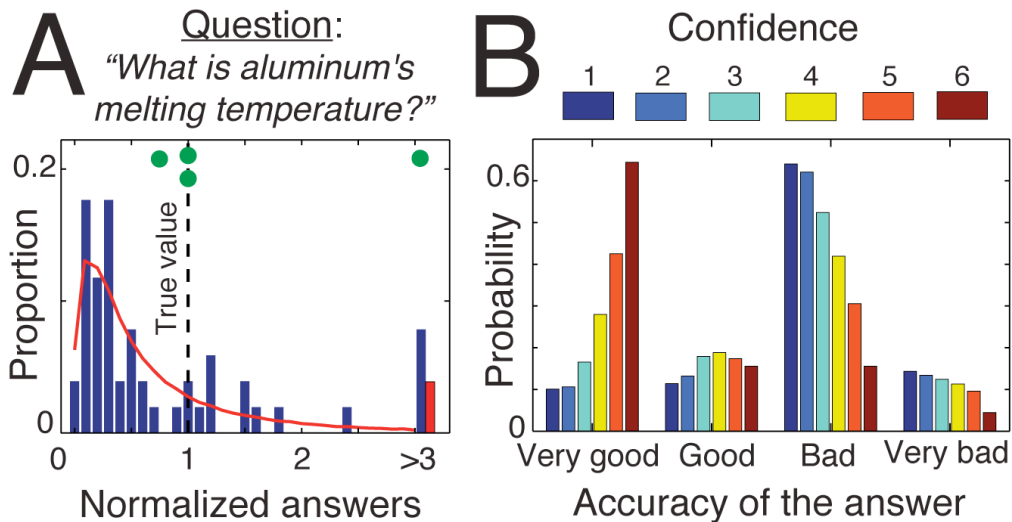 A
Question:
“What is aluminum's
melting temperature?”
0.2
0
Proportion
True value
0
1
2
>3
Normalized answers
B
Confidence
1 2 3 4 5 6
0.6
0
Probability
Very good Good Bad Very bad
Accuracy of the answer